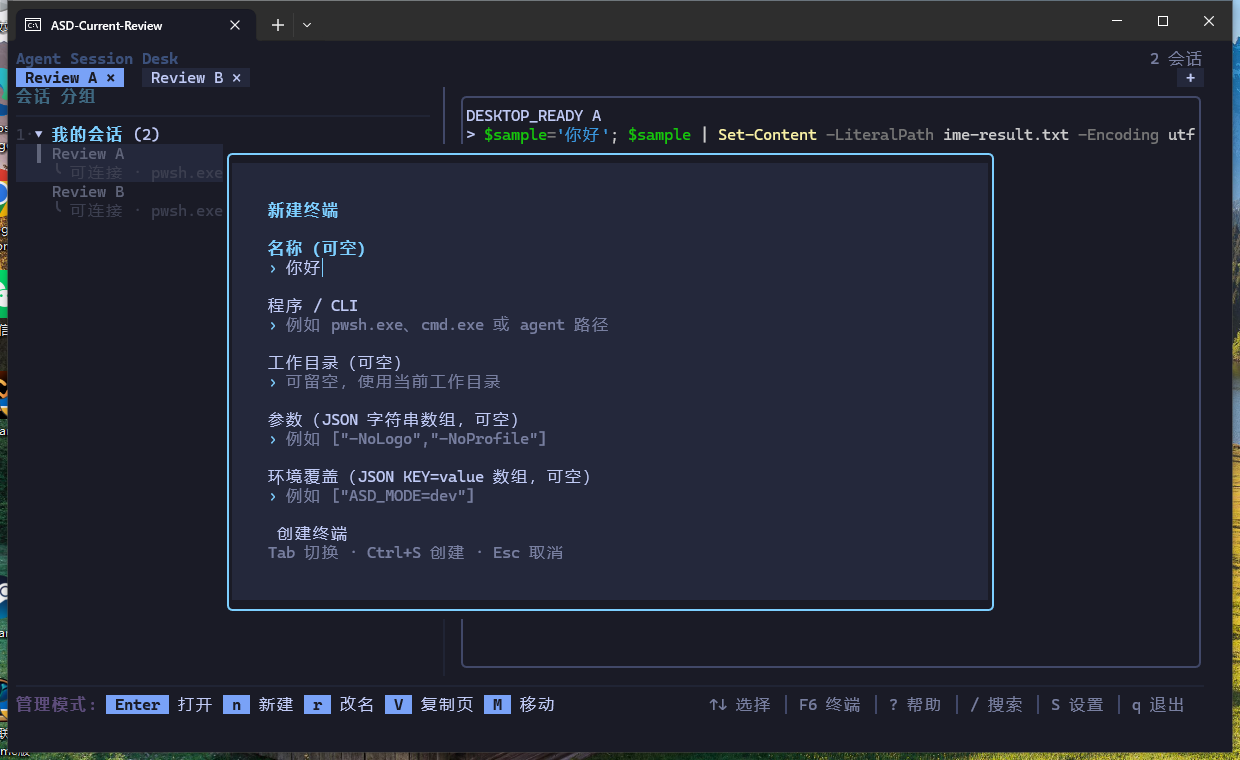 ASD-Current-Review
Agent Session Desk
2 会话
Review A × Review B ×
+
会话 分组
1 ▾ 我的会话 (2)
Review A
╰ 可连接 · pwsh.exe
Review B
╰ 可连接 · pwsh.exe
DESKTOP_READY A
> $sample='你好'; $sample | Set-Content -LiteralPath ime-result.txt -Encoding utf
新建终端
名称 (可空)
› 你好
程序 / CLI
› 例如 pwsh.exe、cmd.exe 或 agent 路径
工作目录 (可空)
› 可留空, 使用当前工作目录
参数 (JSON 字符串数组, 可空)
› 例如 ["-NoLogo","-NoProfile"]
环境覆盖 (JSON KEY=value 数组, 可空)
› 例如 ["ASD_MODE=dev"]
创建终端
Tab 切换 · Ctrl+S 创建 · Esc 取消
管理模式: Enter 打开 n 新建 r 改名 V 复制页 M 移动 ↑↓ 选择 │ F6 终端 │ ? 帮助 │ / 搜索 │ S 设置 │ q 退出